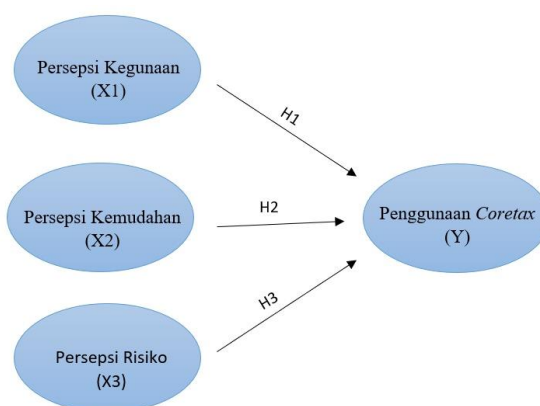 Persepsi Kegunaan
(X1)
H1
Persepsi Kemudahan
(X2)
H2
Penggunaan Coretax
(Y)
H3
Persepsi Risiko
(X3)